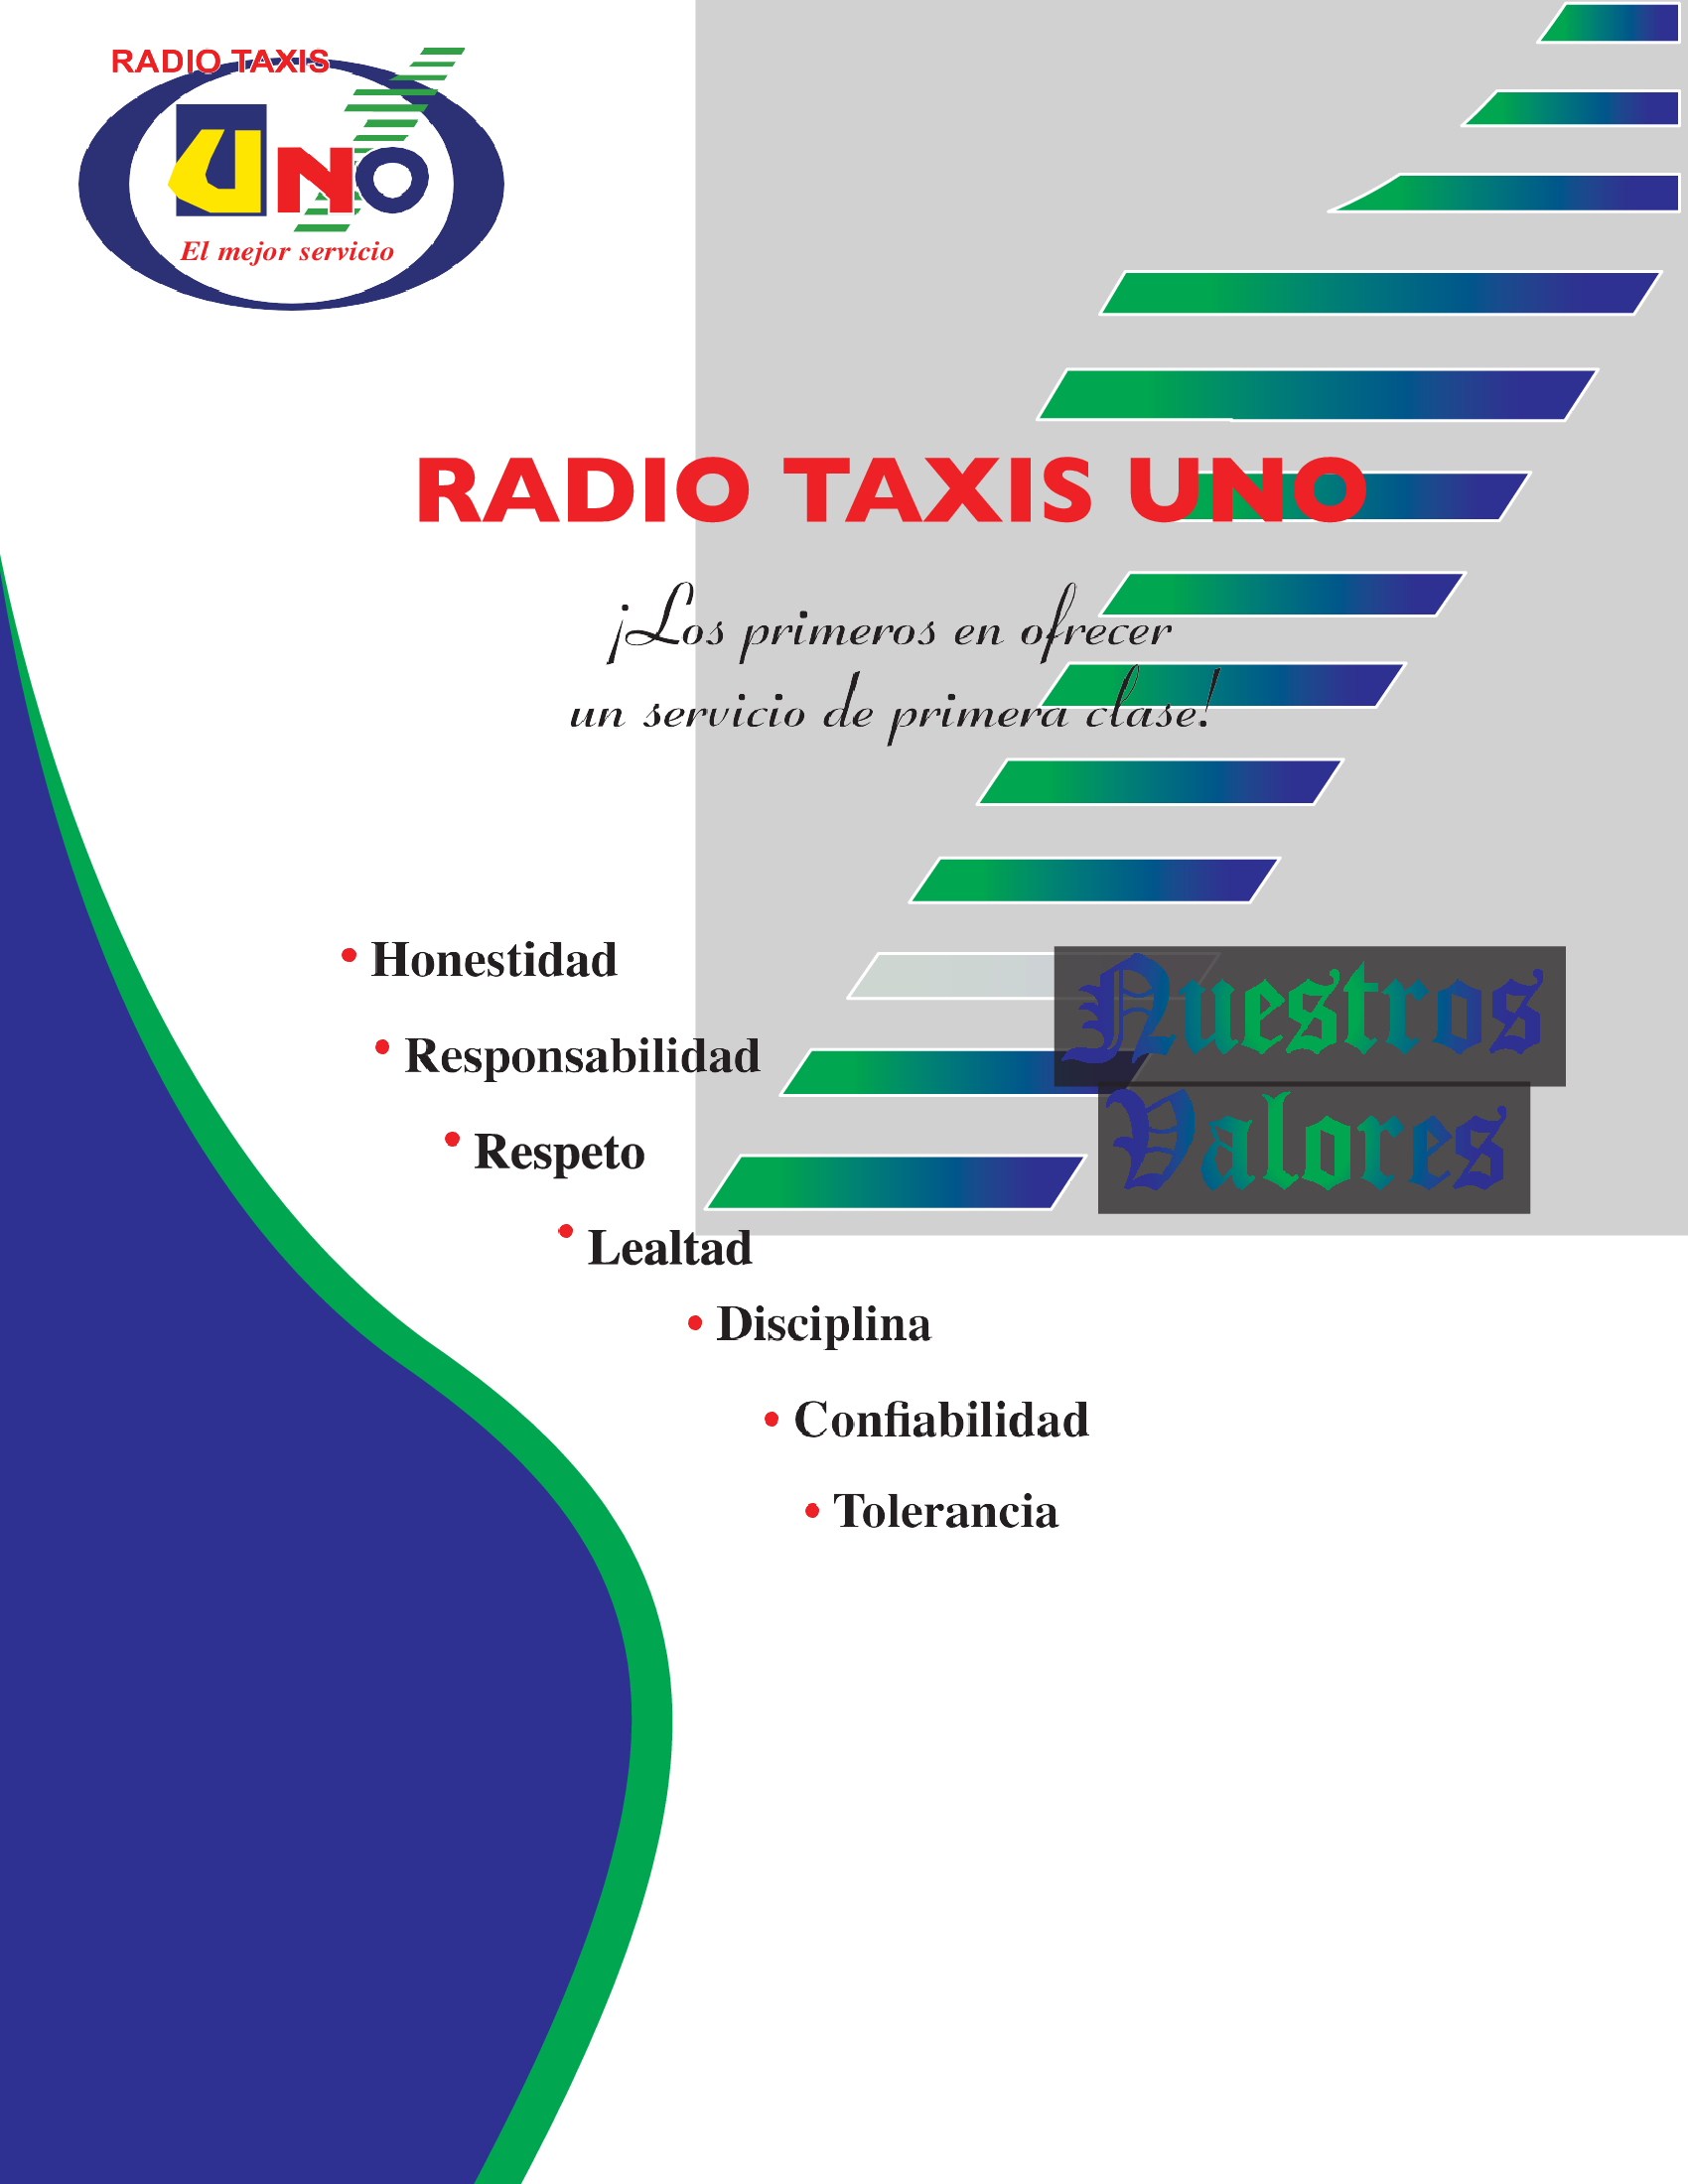 RADIO TAXIS
UNO
El mejor servicio
RADIO TAXIS UNO
¡Los primeros en ofrecer
un servicio de primera clase!
• Honestidad
• Responsabilidad
• Respeto
• Lealtad
• Disciplina
• Confiabilidad
• Tolerancia
Nuestros
Valores